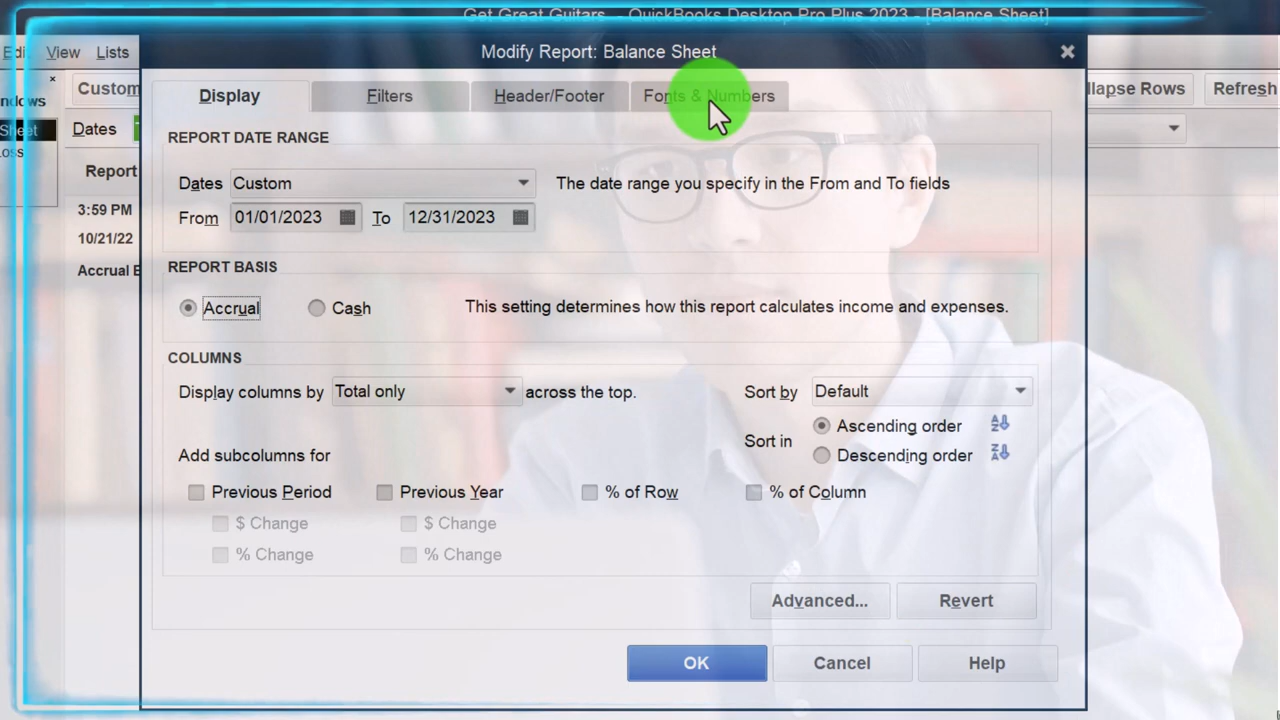 Get Great Guitars - QuickBooks Desktop Pro Plus 2023 - [Balance Sheet]
View Lists
Modify Report: Balance Sheet
Custom
Display
Filters
Header/Footer
Fonts & Numbers
llapse Rows
Refresh
ndows
Sheet
Dates
Report
REPORT DATE RANGE
Dates Custom
The date range you specify in the From and To fields
3:59 PM
From 01/01/2023 To 12/31/2023
10/21/22
Accrual E
REPORT BASIS
Accrual
Cash
This setting determines how this report calculates income and expenses.
COLUMNS
Display columns by Total only across the top.
Sort by Default
Sort in
Ascending order
Descending order
Add subcolumns for
Previous Period
Previous Year
% of Row
% of Column
$ Change
$ Change
% Change
% Change
Advanced...
Revert
OK
Cancel
Help